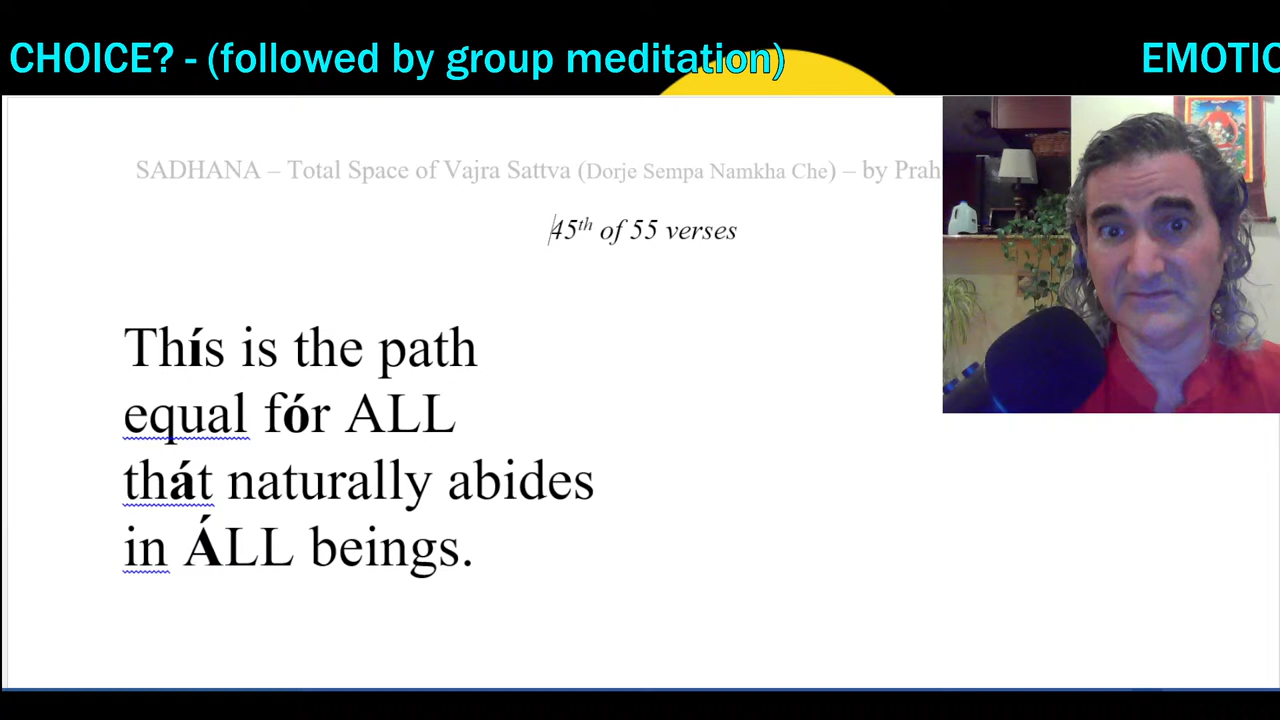 CHOICE? - (followed by group meditation) EMOTIC
SADHANA – Total Space of Vajra Sattva (Dorje Sempa Namkha Che) – by Prah
45th of 55 verses
Thís is the path
equal fór ALL
thát naturally abides
in ÁLL beings.